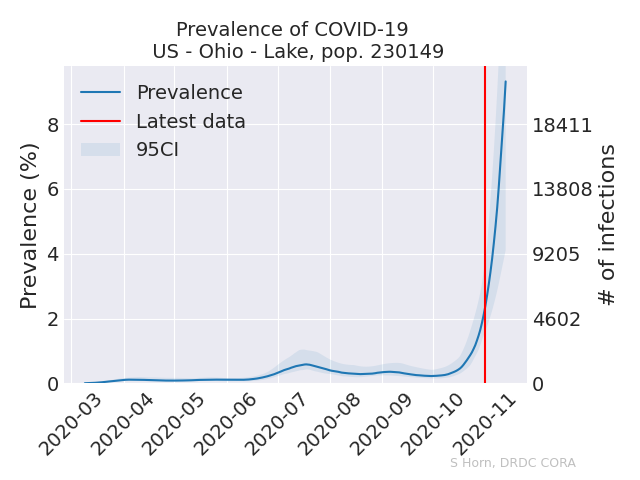 Prevalence of COVID-19
US - Ohio - Lake, pop. 230149
Prevalence
Latest data
95CI
Prevalence (%)
8
6
4
2
0
18411
13808
9205
4602
0
# of infections
2020-03
2020-04
2020-05
2020-06
2020-07
2020-08
2020-09
2020-10
2020-11
S Horn, DRDC CORA